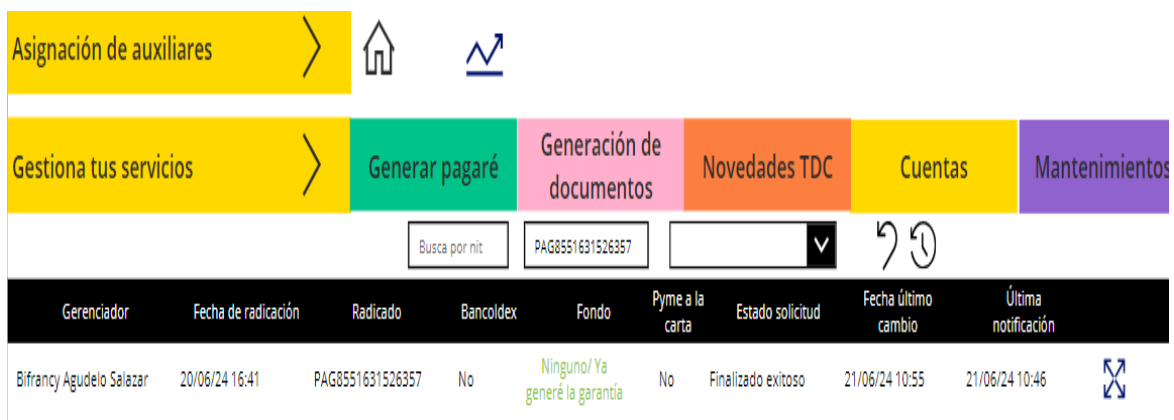 Asignación de auxiliares
Gestiona tus servicios
Generar pagaré
Generación de
documentos
Novedades TDC
Cuentas
Mantenimientos
Busca por nit
PAG8551631526357
Gerenciador
Fecha de radicación
Radicado
Bancoldex
Fondo
Pyme a la
carta
Estado solicitud
Fecha último
cambio
Última
notificación
Bifrancy Agudelo Salazar
20/06/24 16:41
PAG8551631526357
No
Ninguno/ Ya
generé la garantía
No
Finalizado exitoso
21/06/24 10:55
21/06/24 10:46